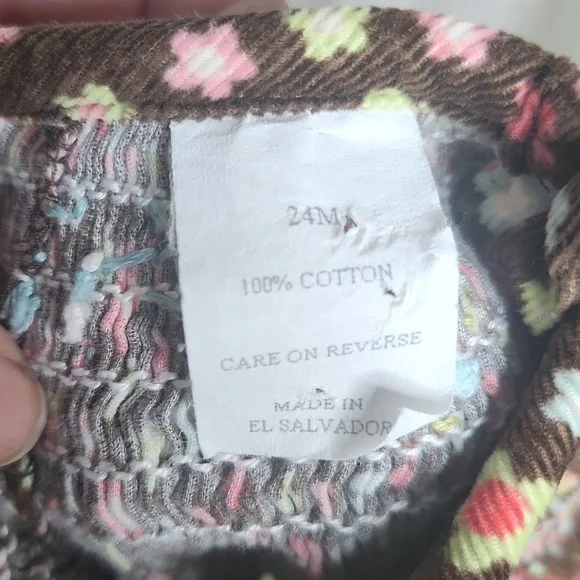 24M
100% COTTON
CARE ON REVERSE
MADE IN
EL SALVADOR